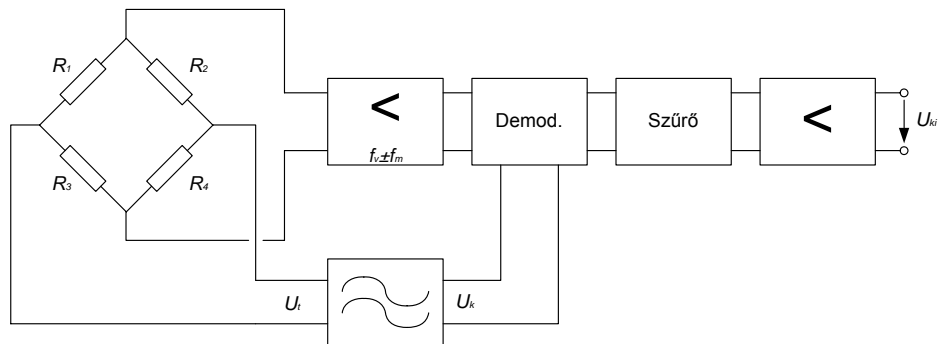 R1
R2
R3
R4
<
fv±fm
Demod.
Szűrő
<
Uki
Ut
Uk